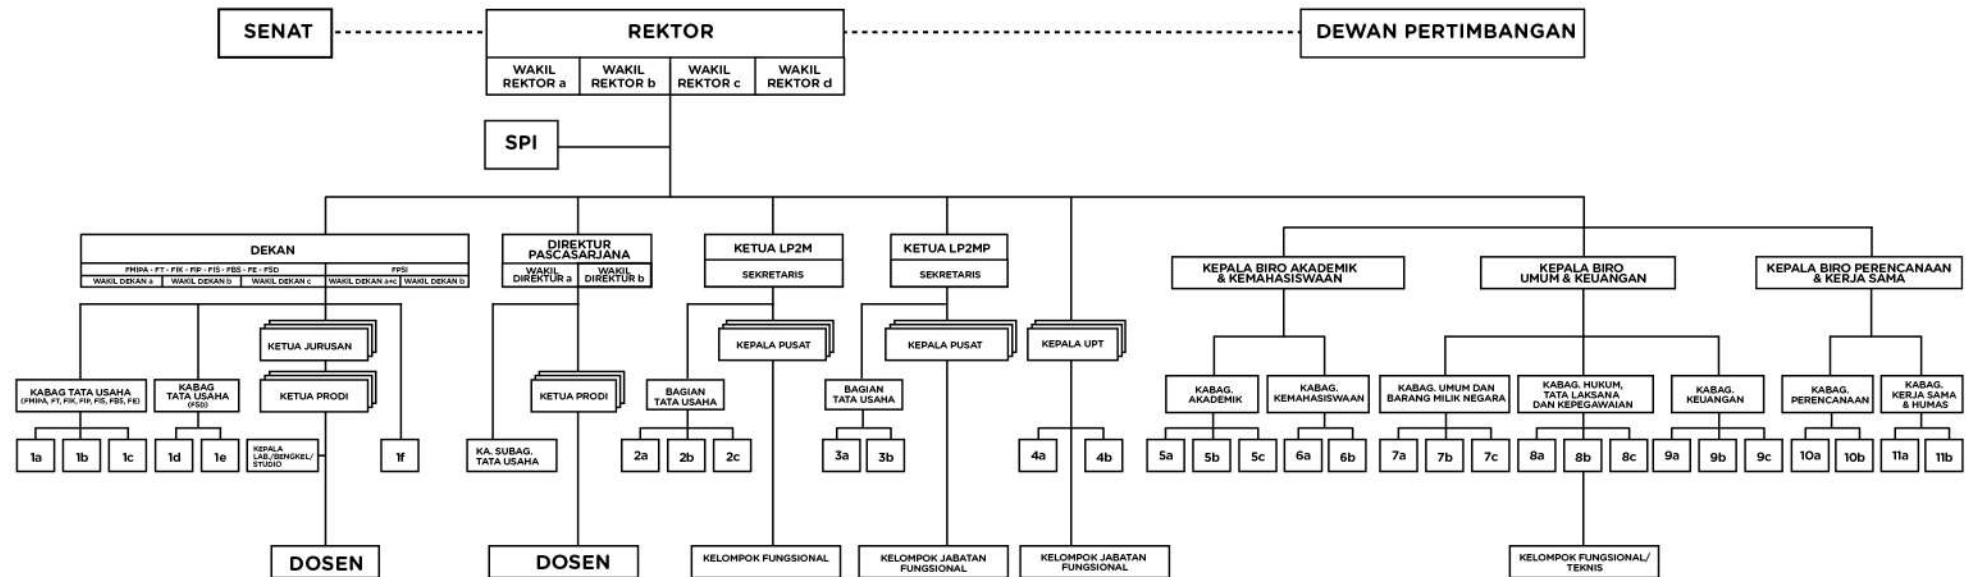 SENAT
REKTOR
DEWAN PERTIMBANGAN
WAKIL
REKTOR a
WAKIL
REKTOR b
WAKIL
REKTOR c
WAKIL
REKTOR d
SPI
DEKAN
FMIPA - FT - FIK - FIP - FIS - FBS - FE - FSD
FPSI
WAKIL DEKAN a
WAKIL DEKAN b
WAKIL DEKAN c
WAKIL DEKAN a+c
WAKIL DEKAN b
DIREKTUR
PASCASARJANA
WAKIL
DIREKTUR a
WAKIL
DIREKTUR b
KETUA LP2M
SEKRETARIS
KETUA LP2MP
SEKRETARIS
KEPALA BIRO AKADEMIK
& KEMAHASISWAAN
KEPALA BIRO
UMUM & KEUANGAN
KEPALA BIRO PERENCANAAN
& KERJA SAMA
KETUA JURUSAN
KEPALA PUSAT
KEPALA PUSAT
KEPALA UPT
KABAG TATA USAHA
(FMIPA, FT, FIK, FIP, FIS, FBS, FE)
KABAG
TATA USAHA
(FSD)
KETUA PRODI
KETUA PRODI
BAGIAN
TATA USAHA
BAGIAN
TATA USAHA
KABAG.
AKADEMIK
KABAG.
KEMAHASISWAAN
KABAG. UMUM DAN
BARANG MILIK NEGARA
KABAG. HUKUM,
TATA LAKSANA
DAN KEPEGAWAIAN
KABAG.
KEUANGAN
KABAG.
PERENCANAAN
KABAG.
KERJA SAMA
& HUMAS
1a
1b
1c
1d
1e
KEPALA
LAB./BENGKEL/
STUDIO
1f
KA. SUBAG.
TATA USAHA
2a
2b
2c
3a
3b
4a
4b
5a
5b
5c
6a
6b
7a
7b
7c
8a
8b
8c
9a
9b
9c
10a
10b
11a
11b
DOSEN
DOSEN
KELOMPOK FUNGSIONAL
KELOMPOK JABATAN
FUNGSIONAL
KELOMPOK JABATAN
FUNGSIONAL
KELOMPOK FUNGSIONAL/
TEKNIS